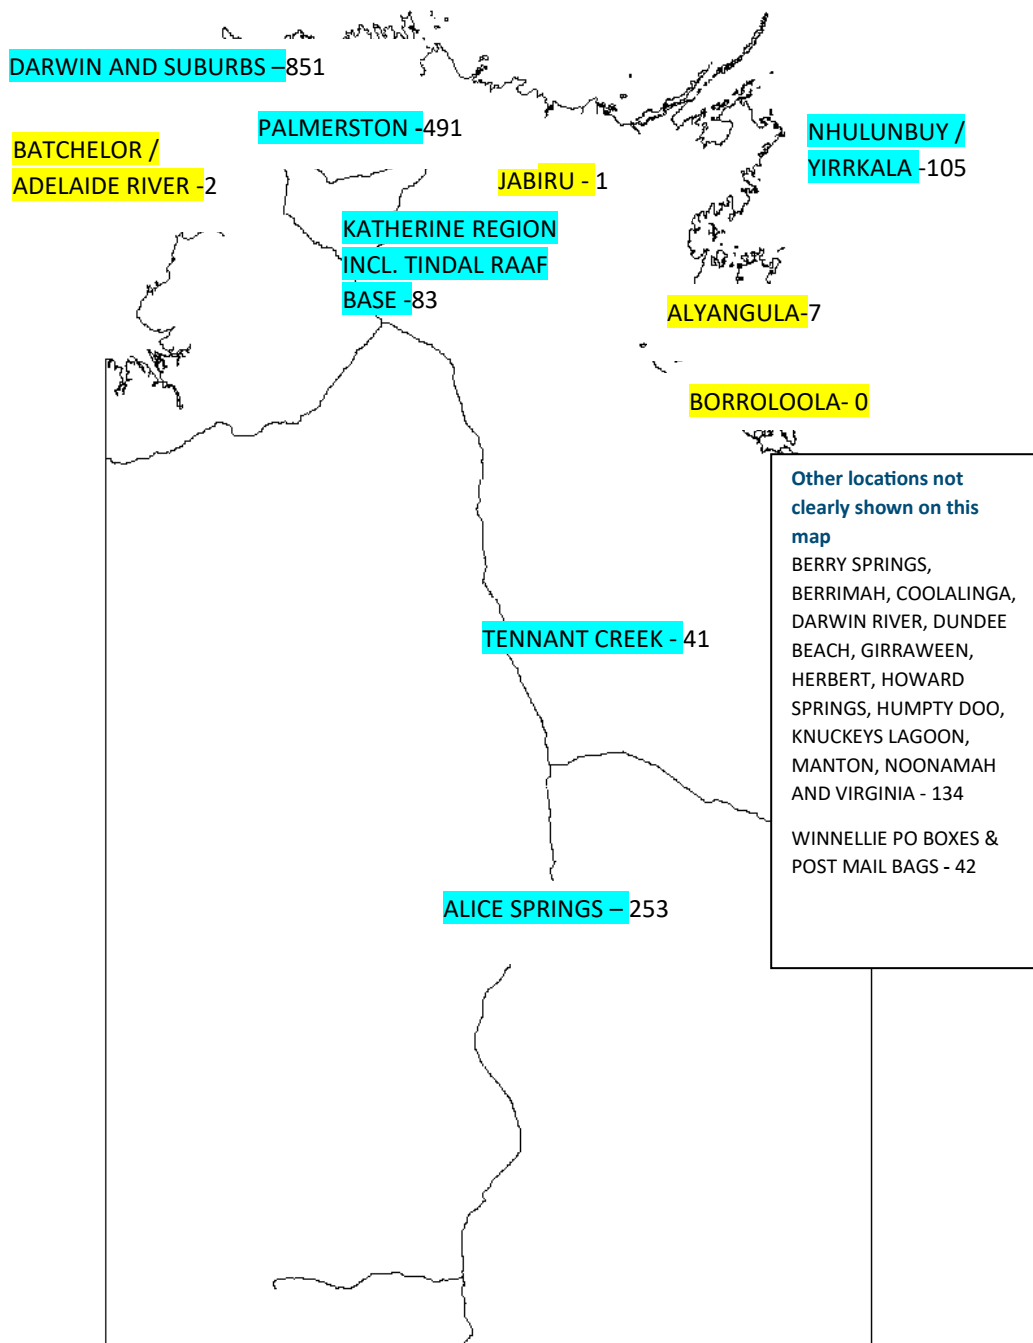 DARWIN AND SUBURBS –851
PALMERSTON -491
NHULUNBUY /
YIRRKALA -105
BATCHELOR /
ADELAIDE RIVER -2
JABIRU - 1
KATHERINE REGION
INCL. TINDAL RAAF
BASE -83
ALYANGULA-7
BORROLOOLA- 0
Other locations not
clearly shown on this
map
BERRY SPRINGS,
BERRIMAH, COOLALINGA,
DARWIN RIVER, DUNDEE
BEACH, GIRRAWEEN,
HERBERT, HOWARD
SPRINGS, HUMPTY DOO,
KNUCKEYS LAGOON,
MANTON, NOONAMAH
AND VIRGINIA - 134
WINNELLIE PO BOXES &
POST MAIL BAGS - 42
TENNANT CREEK - 41
ALICE SPRINGS – 253